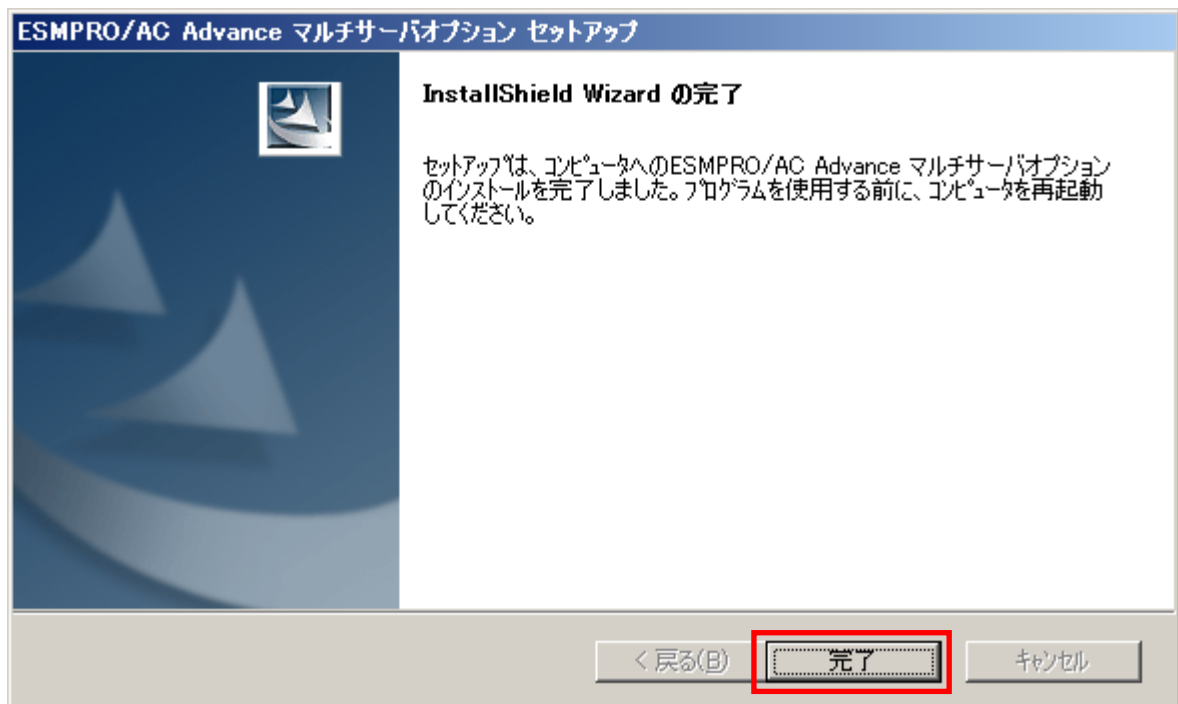 ESMPRO/AC Advance マルチサーバオプション セットアップ
InstallShield Wizard の完了
セットアップは、コンピュータへのESMPRO/AC Advance マルチサーバオプション
のインストールを完了しました。プログラムを使用する前に、コンピュータを再起動
してください。
< 戻る(B)
完了
キャンセル